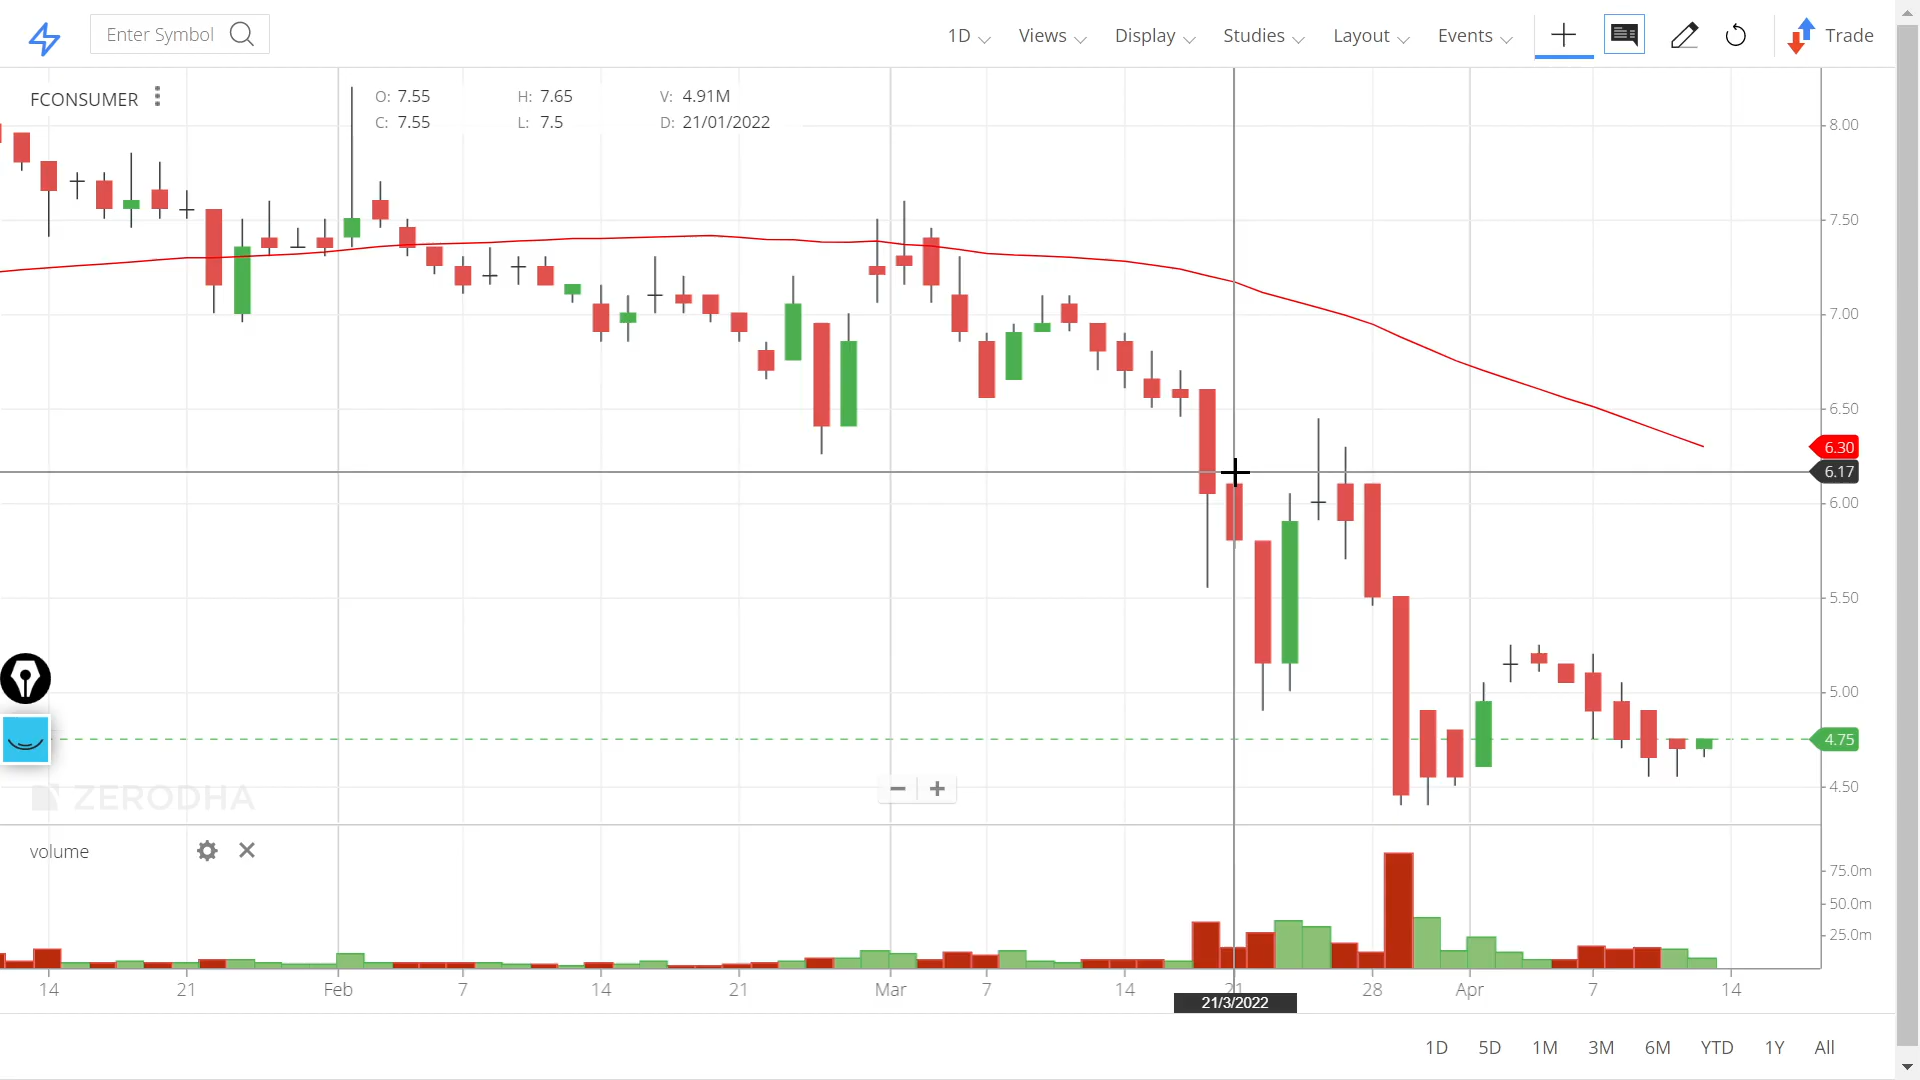 Enter Symbol
1D Views Display Studies Layout Events Trade
FCONSUMER
O: 7.55 H: 7.65 V: 4.91M
C: 7.55 L: 7.5 D: 21/01/2022
8.00
7.50
7.00
6.50
6.30
6.17
6.00
5.50
5.00
4.75
4.50
ZERODHA
volume
75.0m
50.0m
25.0m
14 21 Feb 7 14 21 Mar 7 14 21 28 Apr 7 14
21/3/2022
1D 5D 1M 3M 6M YTD 1Y All